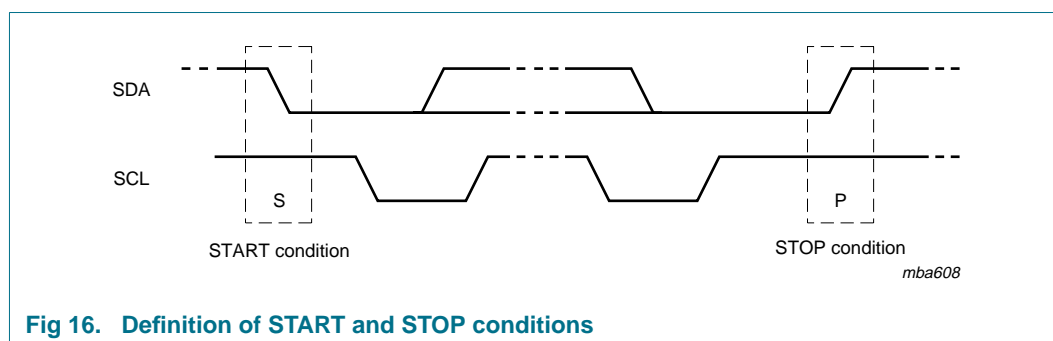 SDA
SCL
S
P
START condition
STOP condition
mba608
Fig 16. Definition of START and STOP conditions